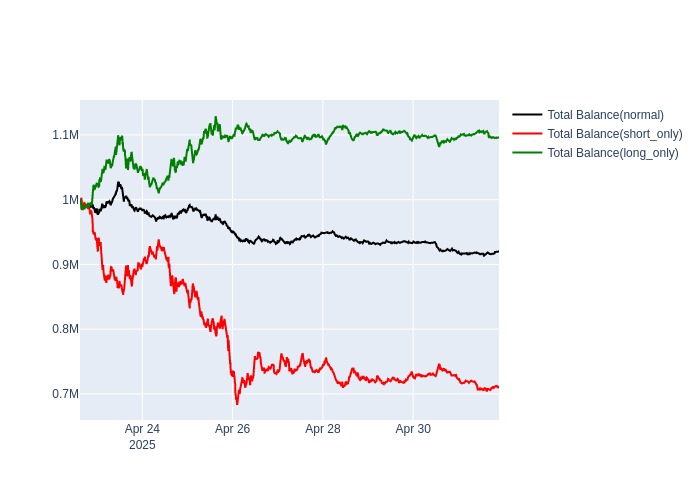 1.1M
1M
0.9M
0.8M
0.7M
Apr 24
2025
Apr 26
Apr 28
Apr 30
Total Balance(normal)
Total Balance(short_only)
Total Balance(long_only)